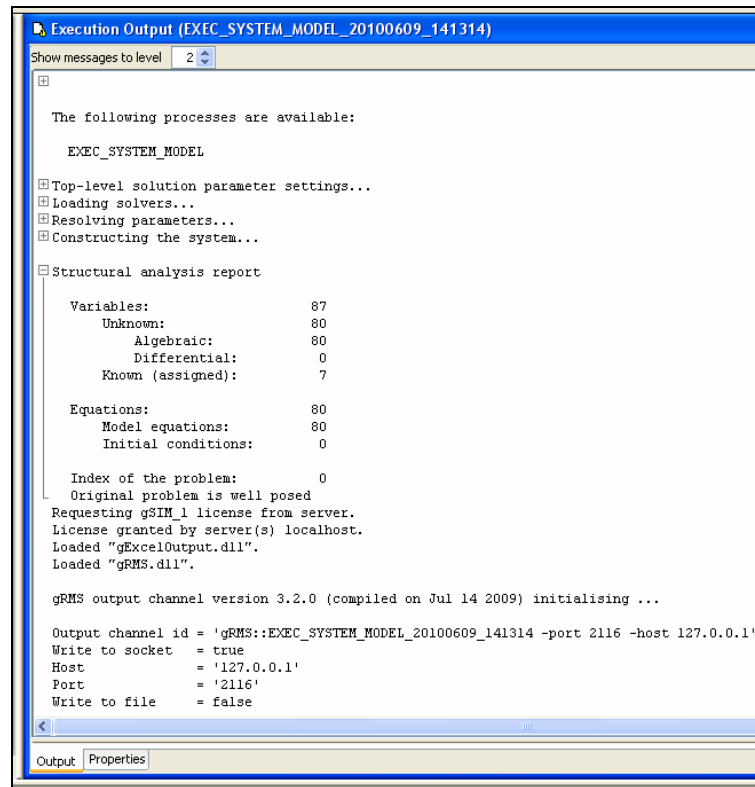 Execution Output (EXEC_SYSTEM_MODEL_20100609_141314)
Show messages to level 2
The following processes are available:
EXEC_SYSTEM_MODEL
Top-level solution parameter settings...
Loading solvers...
Resolving parameters...
Constructing the system...
Structural analysis report
Variables: 87
Unknown: 80
Algebraic: 80
Differential: 0
Known (assigned): 7
Equations: 80
Model equations: 80
Initial conditions: 0
Index of the problem: 0
Original problem is well posed
Requesting gSIM_1 license from server.
License granted by server(s) localhost.
Loaded "gExcelOutput.dll".
Loaded "gRMS.dll".
gRMS output channel version 3.2.0 (compiled on Jul 14 2009) initialising ...
Output channel id = 'gRMS::EXEC_SYSTEM_MODEL_20100609_141314 -port 2116 -host 127.0.0.1'
Write to socket = true
Host = '127.0.0.1'
Port = '2116'
Write to file = false
Output Properties